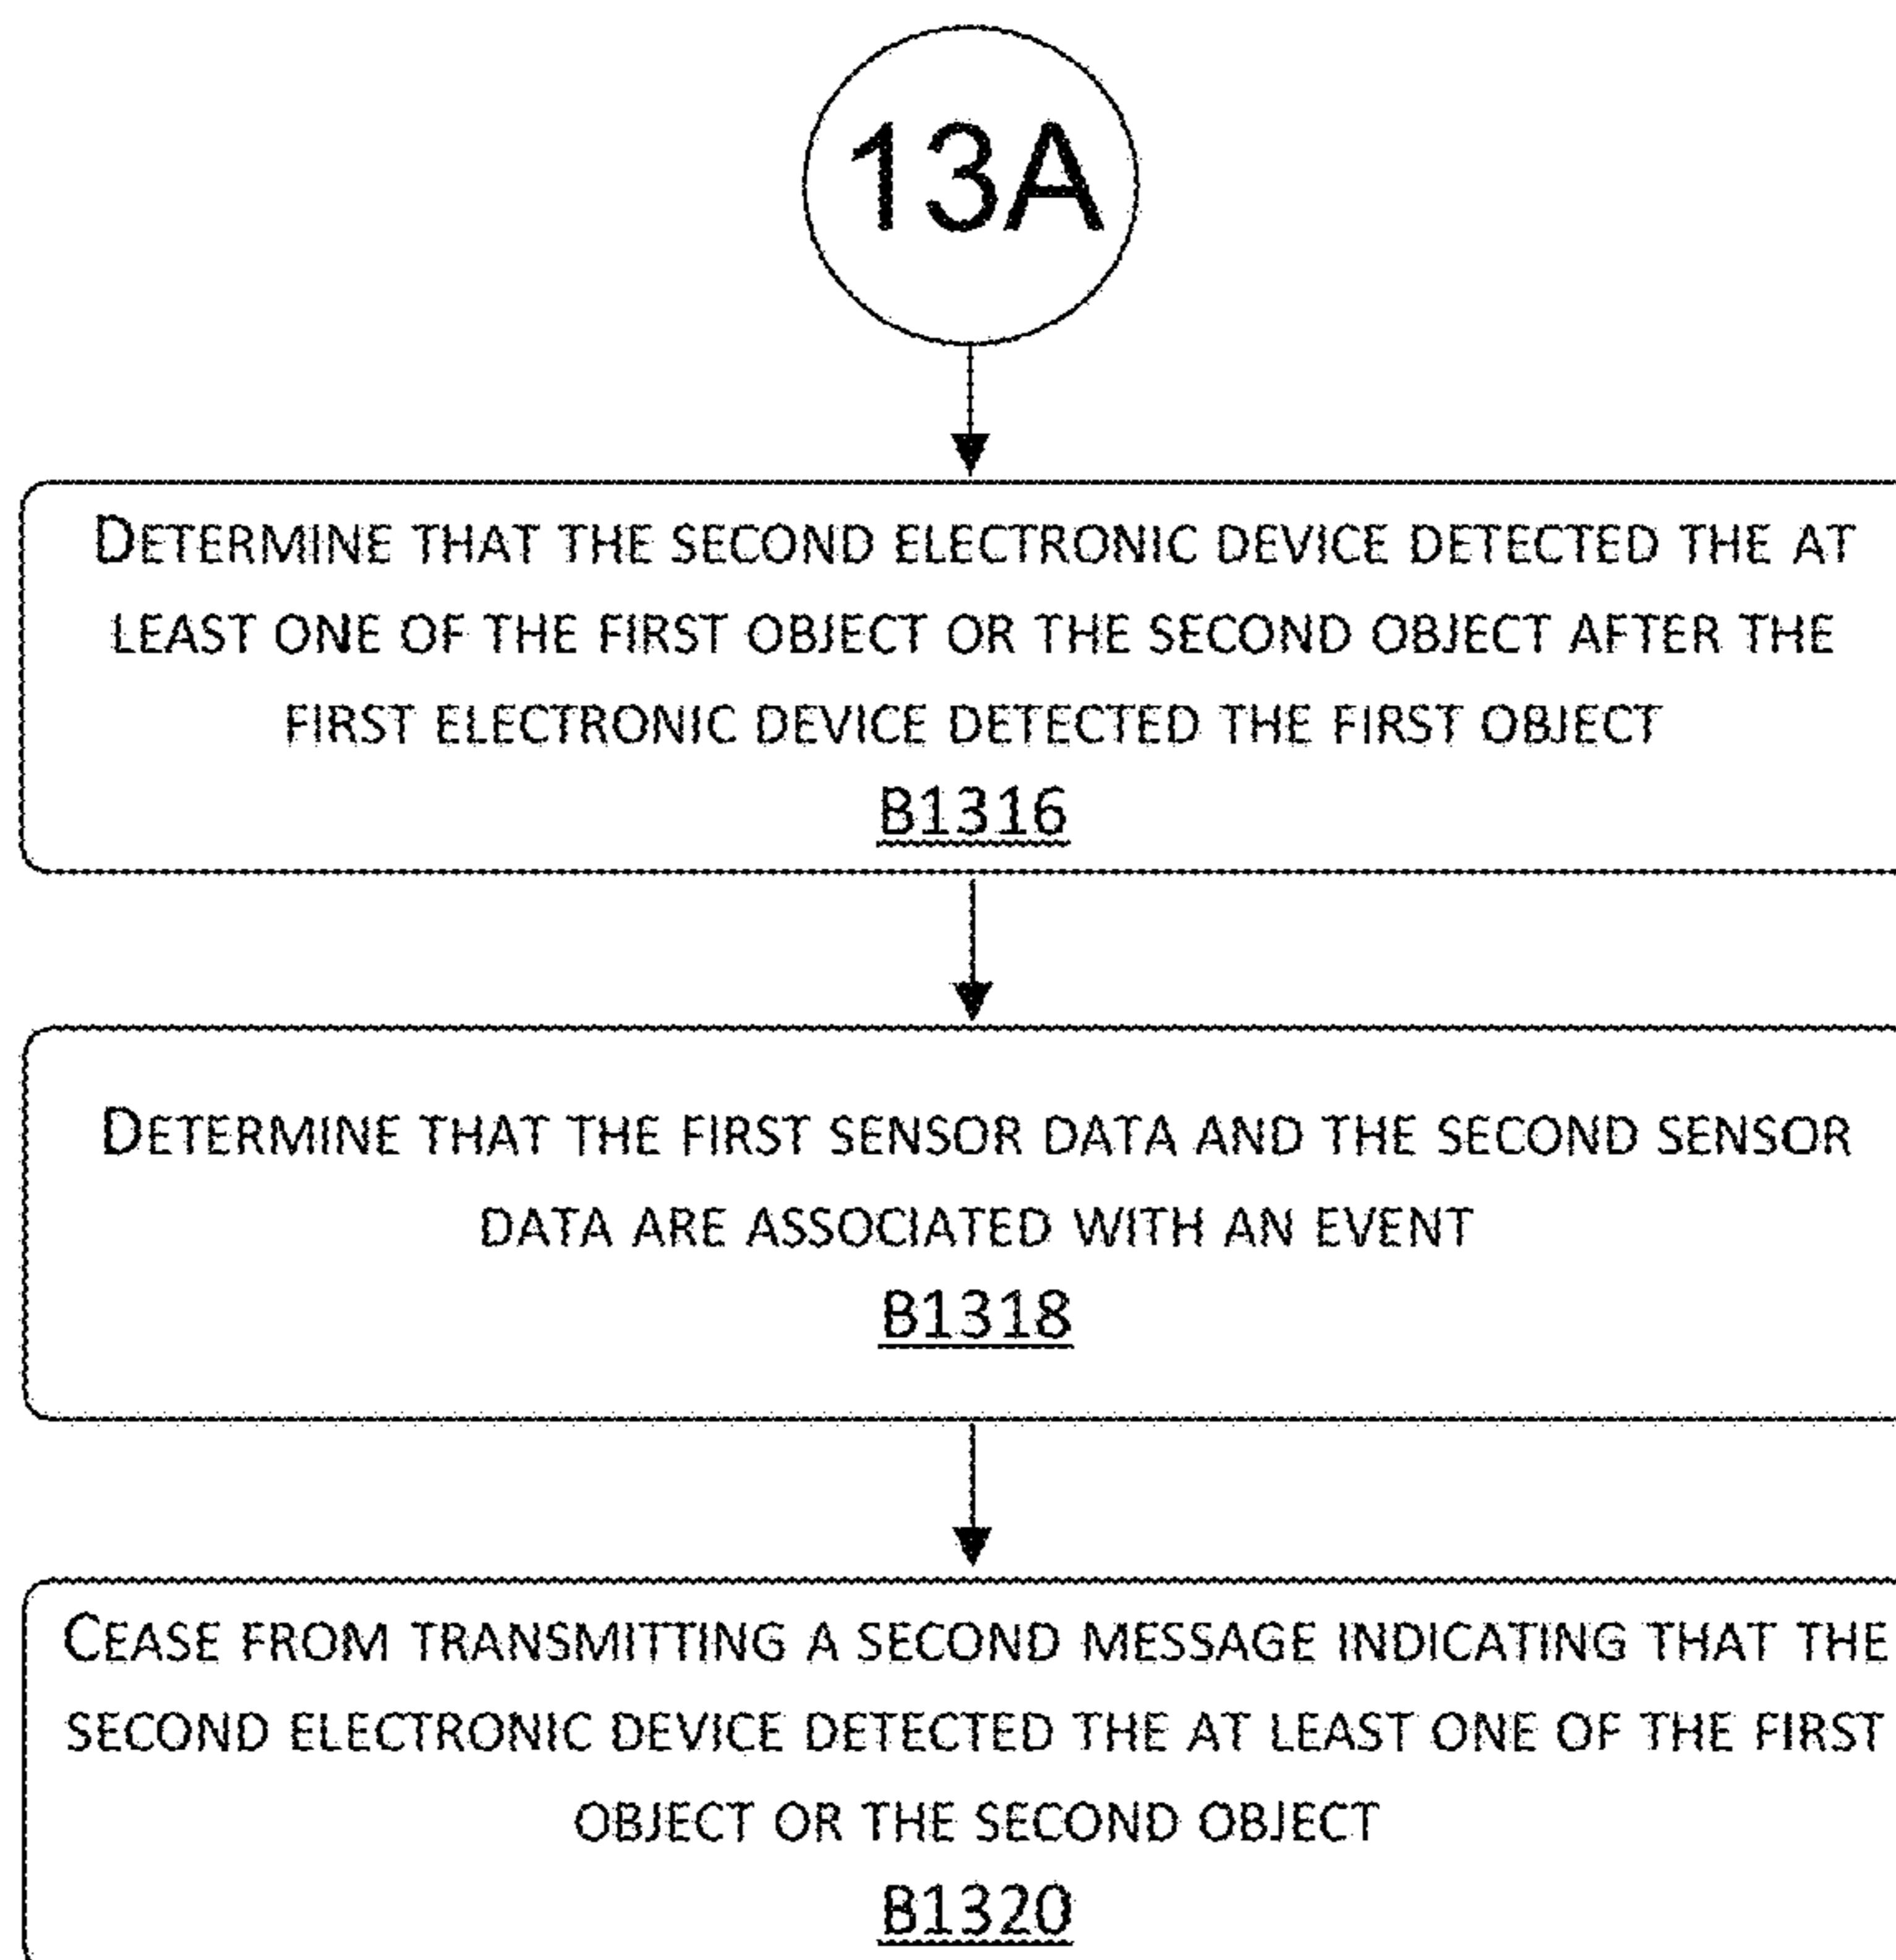 13A
DETERMINE THAT THE SECOND ELECTRONIC DEVICE DETECTED THE AT
LEAST ONE OF THE FIRST OBJECT OR THE SECOND OBJECT AFTER THE
FIRST ELECTRONIC DEVICE DETECTED THE FIRST OBJECT
B1316
DETERMINE THAT THE FIRST SENSOR DATA AND THE SECOND SENSOR
DATA ARE ASSOCIATED WITH AN EVENT
B1318
CEASE FROM TRANSMITTING A SECOND MESSAGE INDICATING THAT THE
SECOND ELECTRONIC DEVICE DETECTED THE AT LEAST ONE OF THE FIRST
OBJECT OR THE SECOND OBJECT
B1320